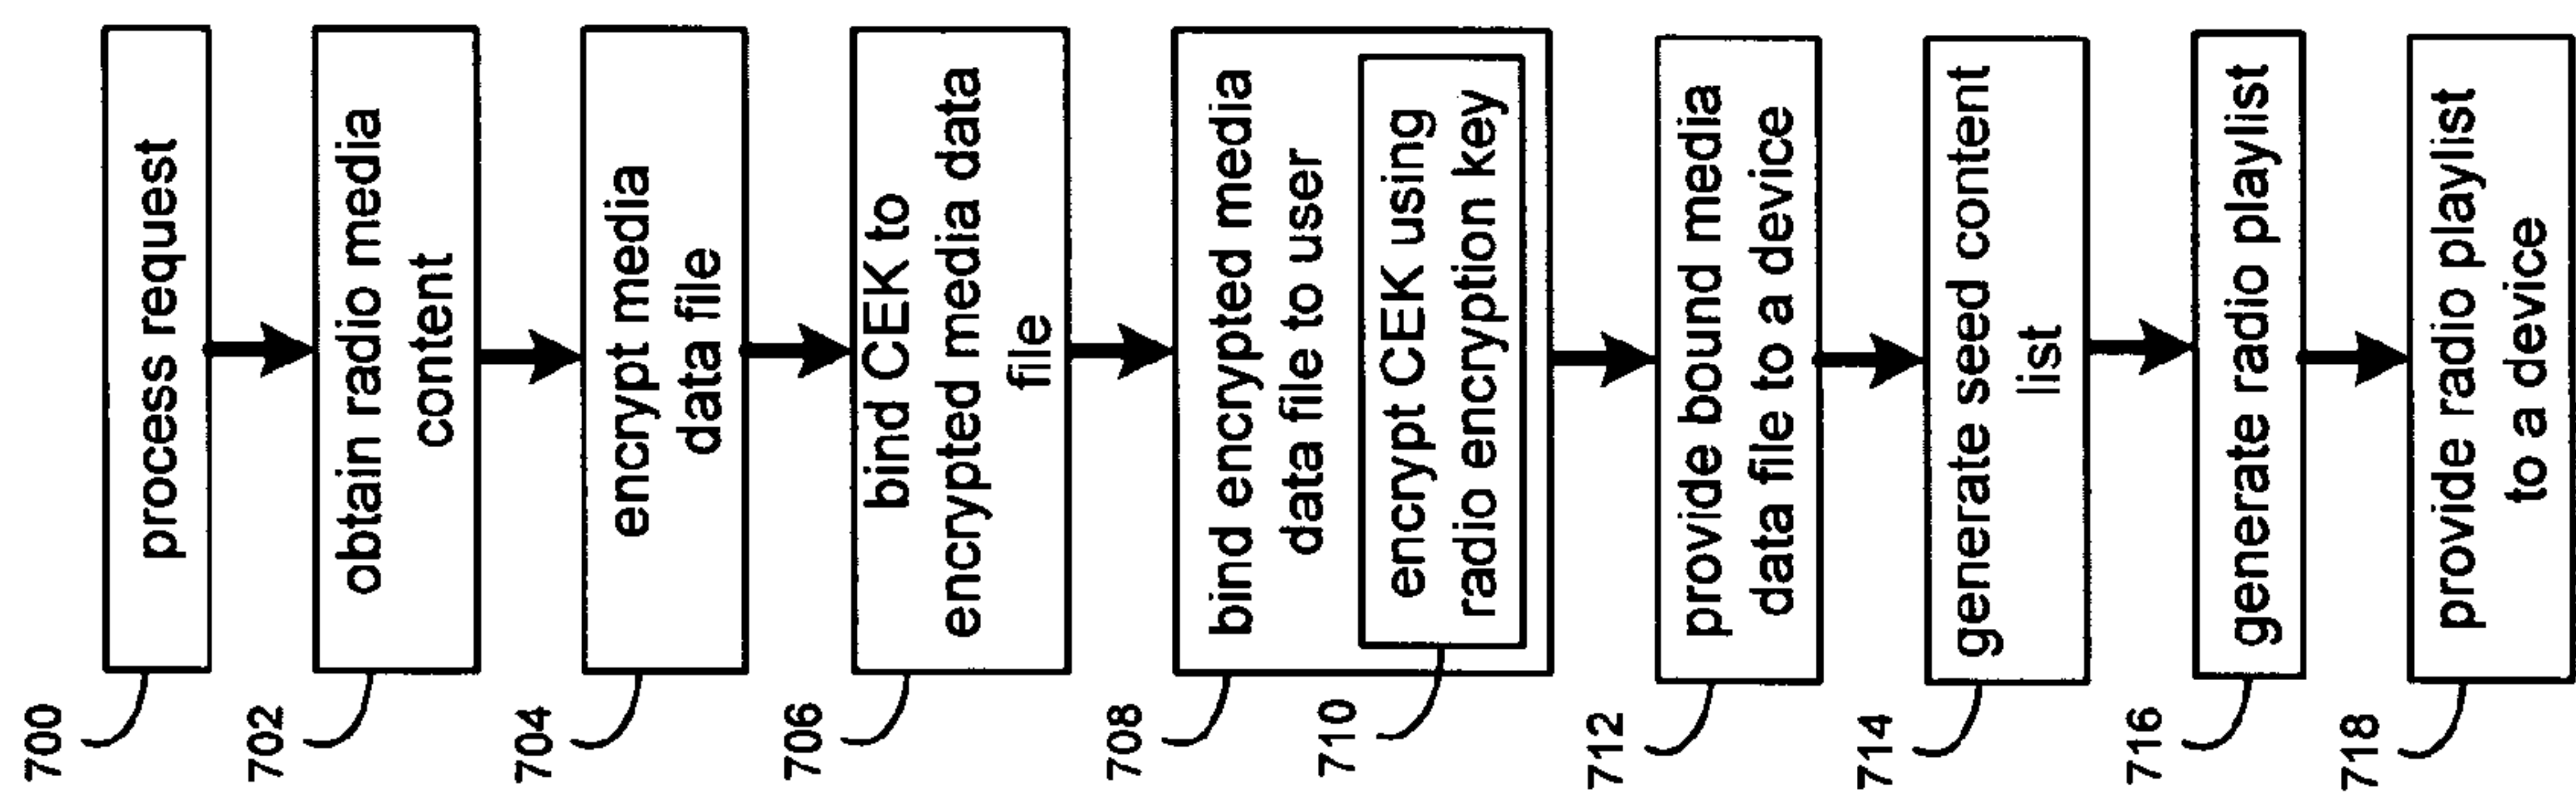 700
process request
702
obtain radio media
content
704
encrypt media
data file
706
bind CEK to
encrypted media data
file
708
bind encrypted media
data file to user
710
encrypt CEK using
radio encryption key
712
provide bound media
data file to a device
714
generate seed content
list
716
generate radio playlist
718
provide radio playlist
to a device